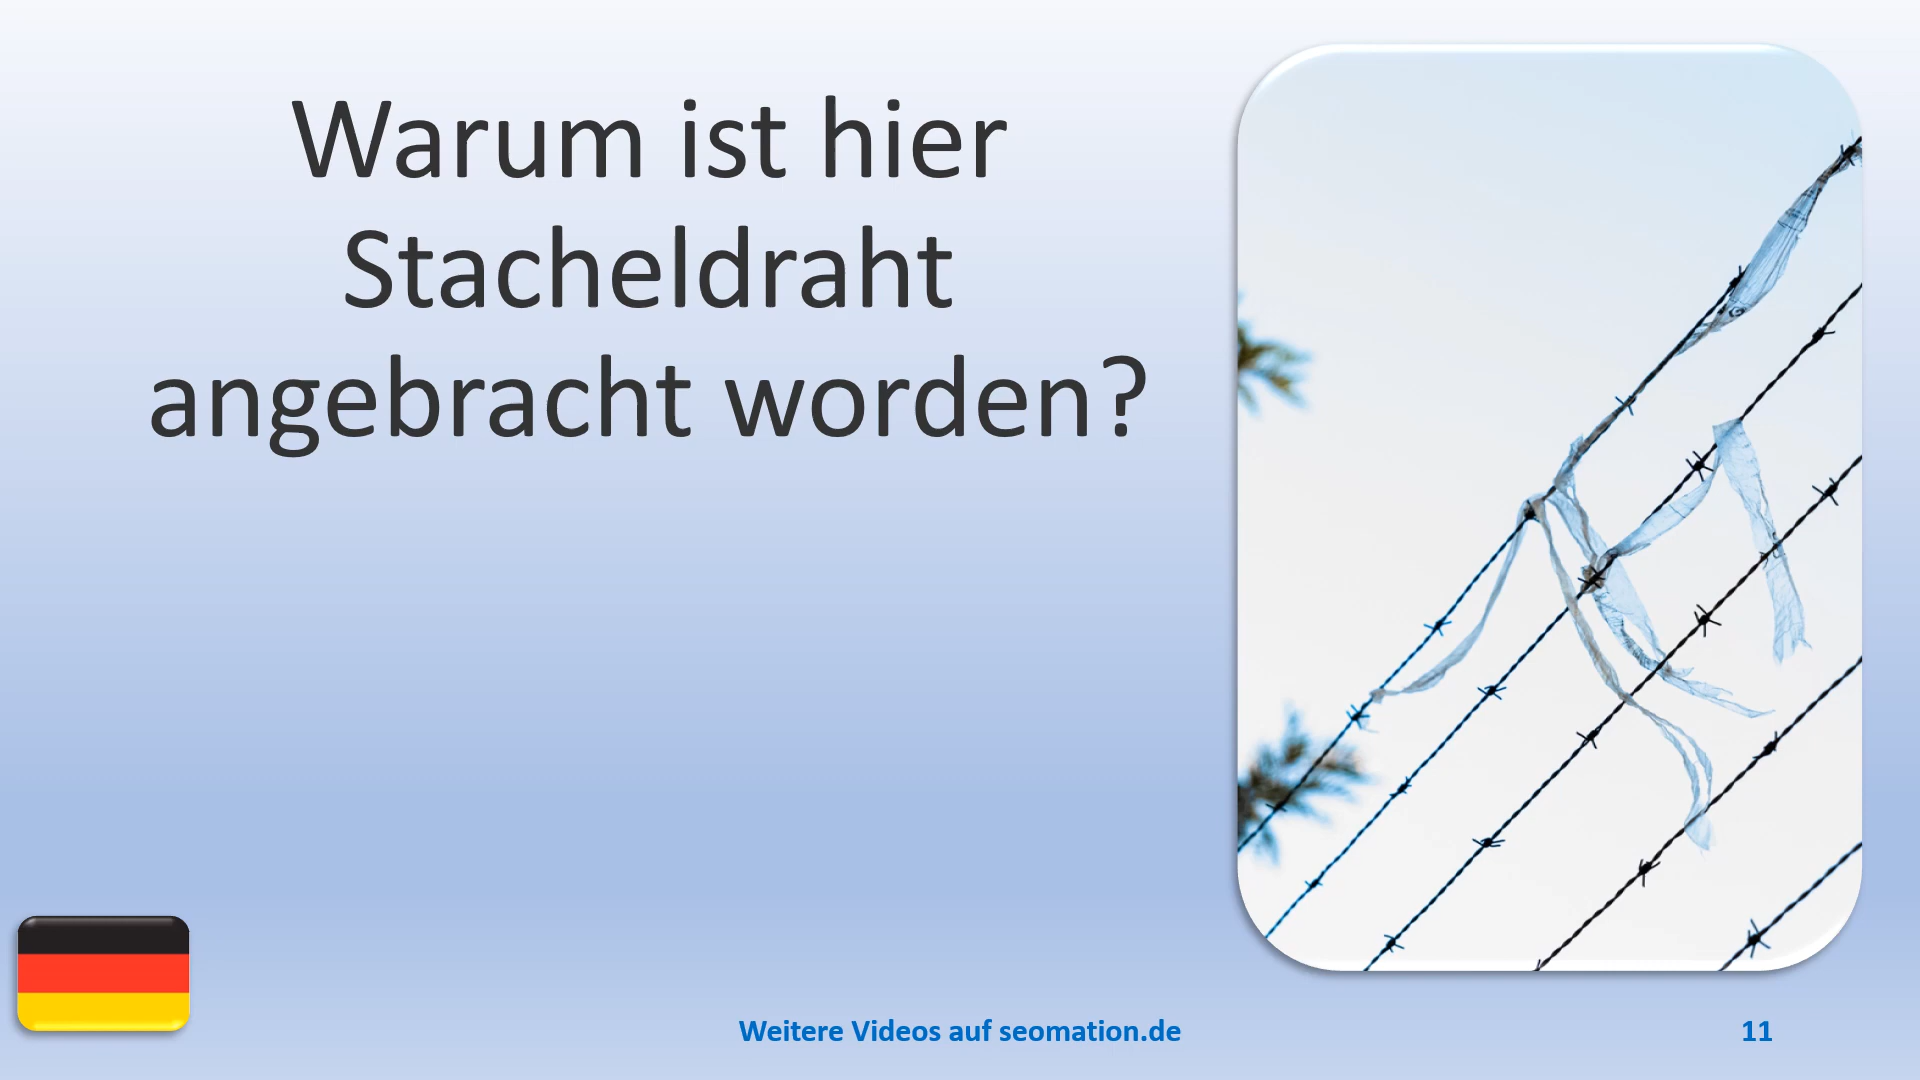 Warum ist hier
Stacheldraht
angebracht worden?
Weitere Videos auf seomation.de
11